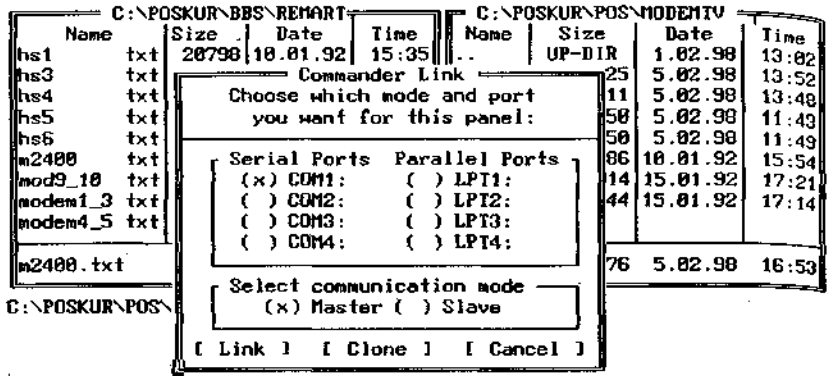 C:\POSKUR\BBS\REMART C:\POSKUR\POS\MODEMTV
Name Size Date Time Name Size Date Time
hs1 txt 20798 10.01.92 15:35 .. UP-DIR 1.02.98 13:02
hs3 txt Commander Link 25 5.02.98 13:52
hs4 txt Choose which mode and port 11 5.02.98 13:48
hs5 txt you want for this panel: 50 5.02.98 11:43
hs6 txt 50 5.02.98 11:49
m2400 txt Serial Ports Parallel Ports 86 10.01.92 15:54
mod9_10 txt (x) COM1: ( ) LPT1: 14 15.01.92 17:21
modem1_3 txt ( ) COM2: ( ) LPT2: 44 15.01.92 17:14
modem4_5 txt ( ) COM3: ( ) LPT3:
( ) COM4: ( ) LPT4:
m2400.txt 76 5.02.98 16:53
Select communication mode
C:\POSKUR\POS\ (x) Master ( ) Slave
[ Link ] [ Clone ] [ Cancel ]